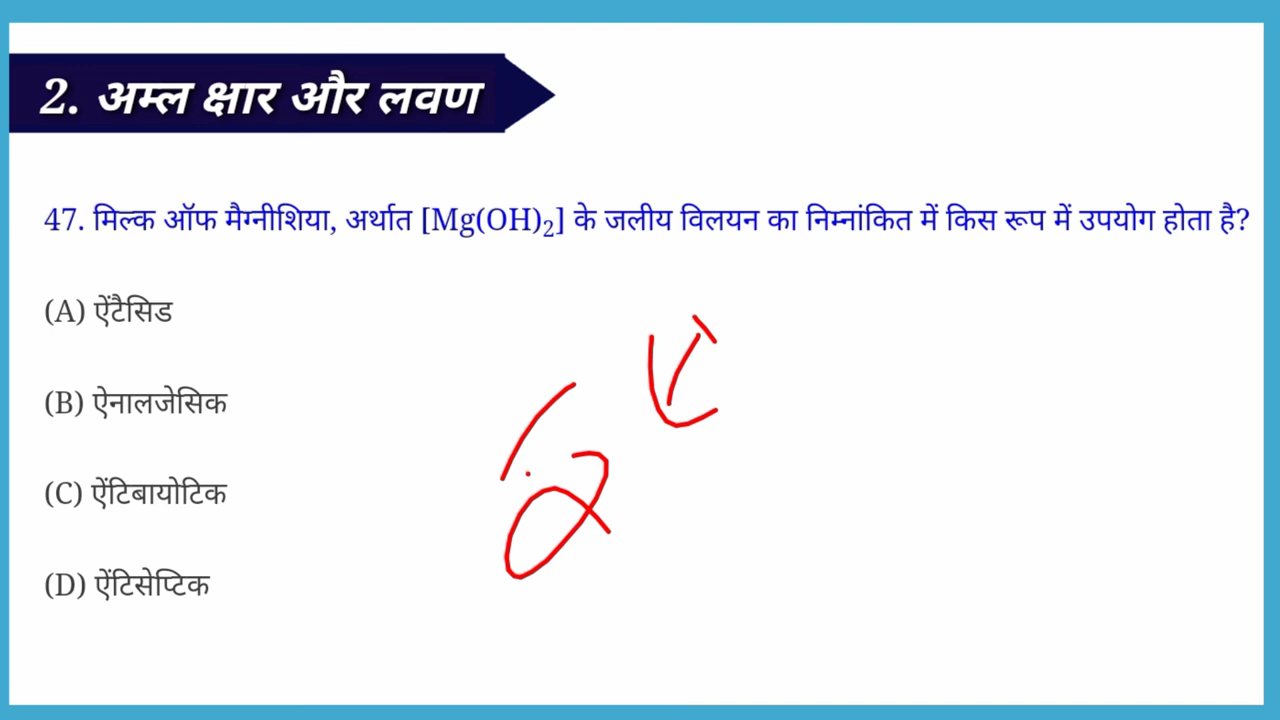 2. अम्ल क्षार और लवण
47. मिल्क ऑफ मैग्नीशिया, अर्थात [Mg(OH)₂] के जलीय विलयन का निम्नांकित में किस रूप में उपयोग होता है?
(A) ऐंटैसिड
(B) ऐनालजेसिक
(C) ऐंटिबायोटिक
(D) ऐंटिसेप्टिक